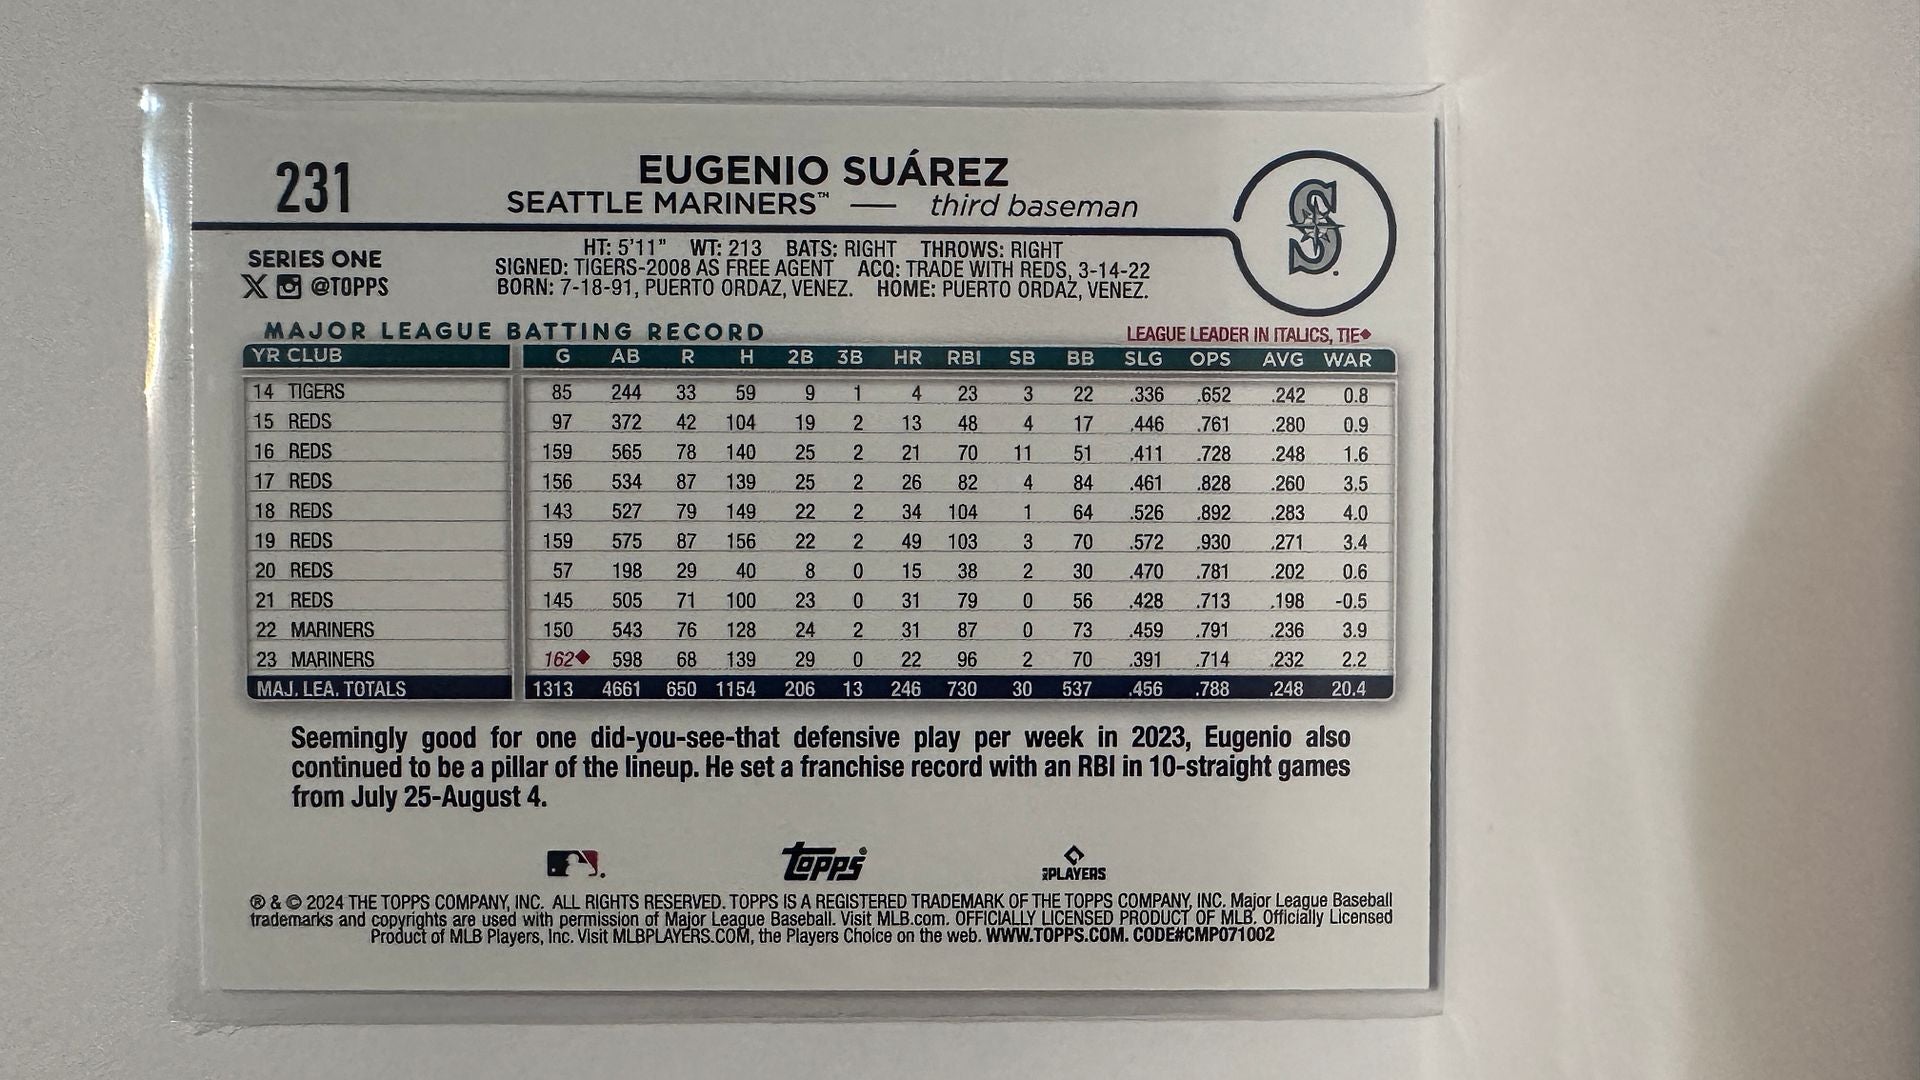 231
EUGENIO SUÁREZ
SEATTLE MARINERS™ — third baseman
S
SERIES ONE
@TOPPS
HT: 5'11" WT: 213 BATS: RIGHT THROWS: RIGHT
SIGNED: TIGERS-2008 AS FREE AGENT ACQ: TRADE WITH REDS, 3-14-22
BORN: 7-18-91, PUERTO ORDAZ, VENEZ. HOME: PUERTO ORDAZ, VENEZ.
MAJOR LEAGUE BATTING RECORD LEAGUE LEADER IN ITALICS, TIE◆
YR CLUB G AB R H 2B 3B HR RBI SB BB SLG OPS AVG WAR
14 TIGERS 85 244 33 59 9 1 4 23 3 22 .336 .652 .242 0.8
15 REDS 97 372 42 104 19 2 13 48 4 17 .446 .761 .280 0.9
16 REDS 159 565 78 140 25 2 21 70 11 51 .411 .728 .248 1.6
17 REDS 156 534 87 139 25 2 26 82 4 84 .461 .828 .260 3.5
18 REDS 143 527 79 149 22 2 34 104 1 64 .526 .892 .283 4.0
19 REDS 159 575 87 156 22 2 49 103 3 70 .572 .930 .271 3.4
20 REDS 57 198 29 40 8 0 15 38 2 30 .470 .781 .202 0.6
21 REDS 145 505 71 100 23 0 31 79 0 56 .428 .713 .198 -0.5
22 MARINERS 150 543 76 128 24 2 31 87 0 73 .459 .791 .236 3.9
23 MARINERS 162◆ 598 68 139 29 0 22 96 2 70 .391 .714 .232 2.2
MAJ. LEA. TOTALS 1313 4661 650 1154 206 13 246 730 30 537 .456 .788 .248 20.4
Seemingly good for one did-you-see-that defensive play per week in 2023, Eugenio also
continued to be a pillar of the lineup. He set a franchise record with an RBI in 10-straight games
from July 25-August 4.
topps
PLAYERS
® & © 2024 THE TOPPS COMPANY, INC. ALL RIGHTS RESERVED. TOPPS IS A REGISTERED TRADEMARK OF THE TOPPS COMPANY, INC. Major League Baseball
trademarks and copyrights are used with permission of Major League Baseball. Visit MLB.com. OFFICIALLY LICENSED PRODUCT OF MLB. Officially Licensed
Product of MLB Players, Inc. Visit MLBPLAYERS.COM, the Players Choice on the web. WWW.TOPPS.COM. CODE#CMP071002